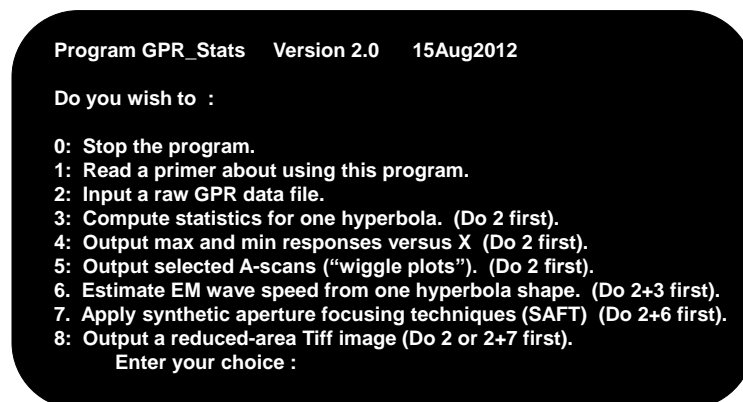 Program GPR_Stats Version 2.0 15Aug2012
Do you wish to :
0: Stop the program.
1: Read a primer about using this program.
2: Input a raw GPR data file.
3: Compute statistics for one hyperbola. (Do 2 first).
4: Output max and min responses versus X (Do 2 first).
5: Output selected A-scans (“wiggle plots”). (Do 2 first).
6. Estimate EM wave speed from one hyperbola shape. (Do 2+3 first).
7. Apply synthetic aperture focusing techniques (SAFT) (Do 2+6 first).
8: Output a reduced-area Tiff image (Do 2 or 2+7 first).
Enter your choice :